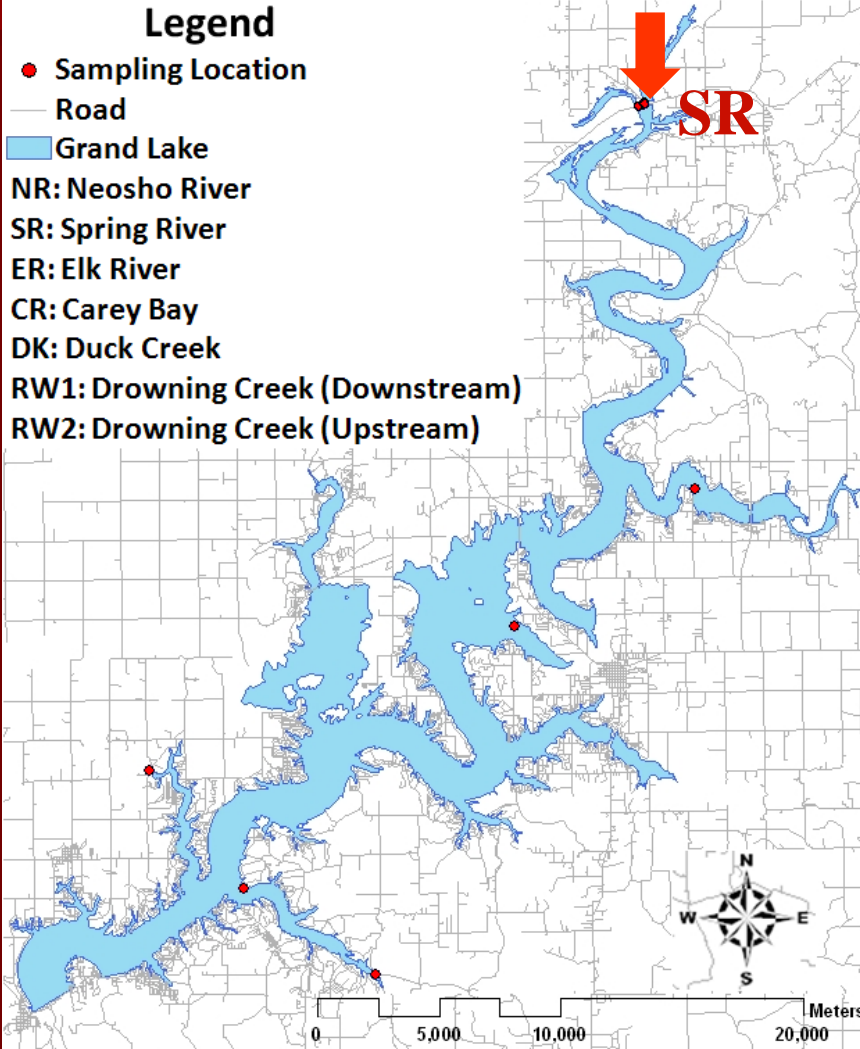 Legend
Sampling Location
Road
Grand Lake
NR: Neosho River
SR: Spring River
ER: Elk River
CR: Carey Bay
DK: Duck Creek
RW1: Drowning Creek (Downstream)
RW2: Drowning Creek (Upstream)
SR
N
W E
S
Meters
0 5,000 10,000 20,000